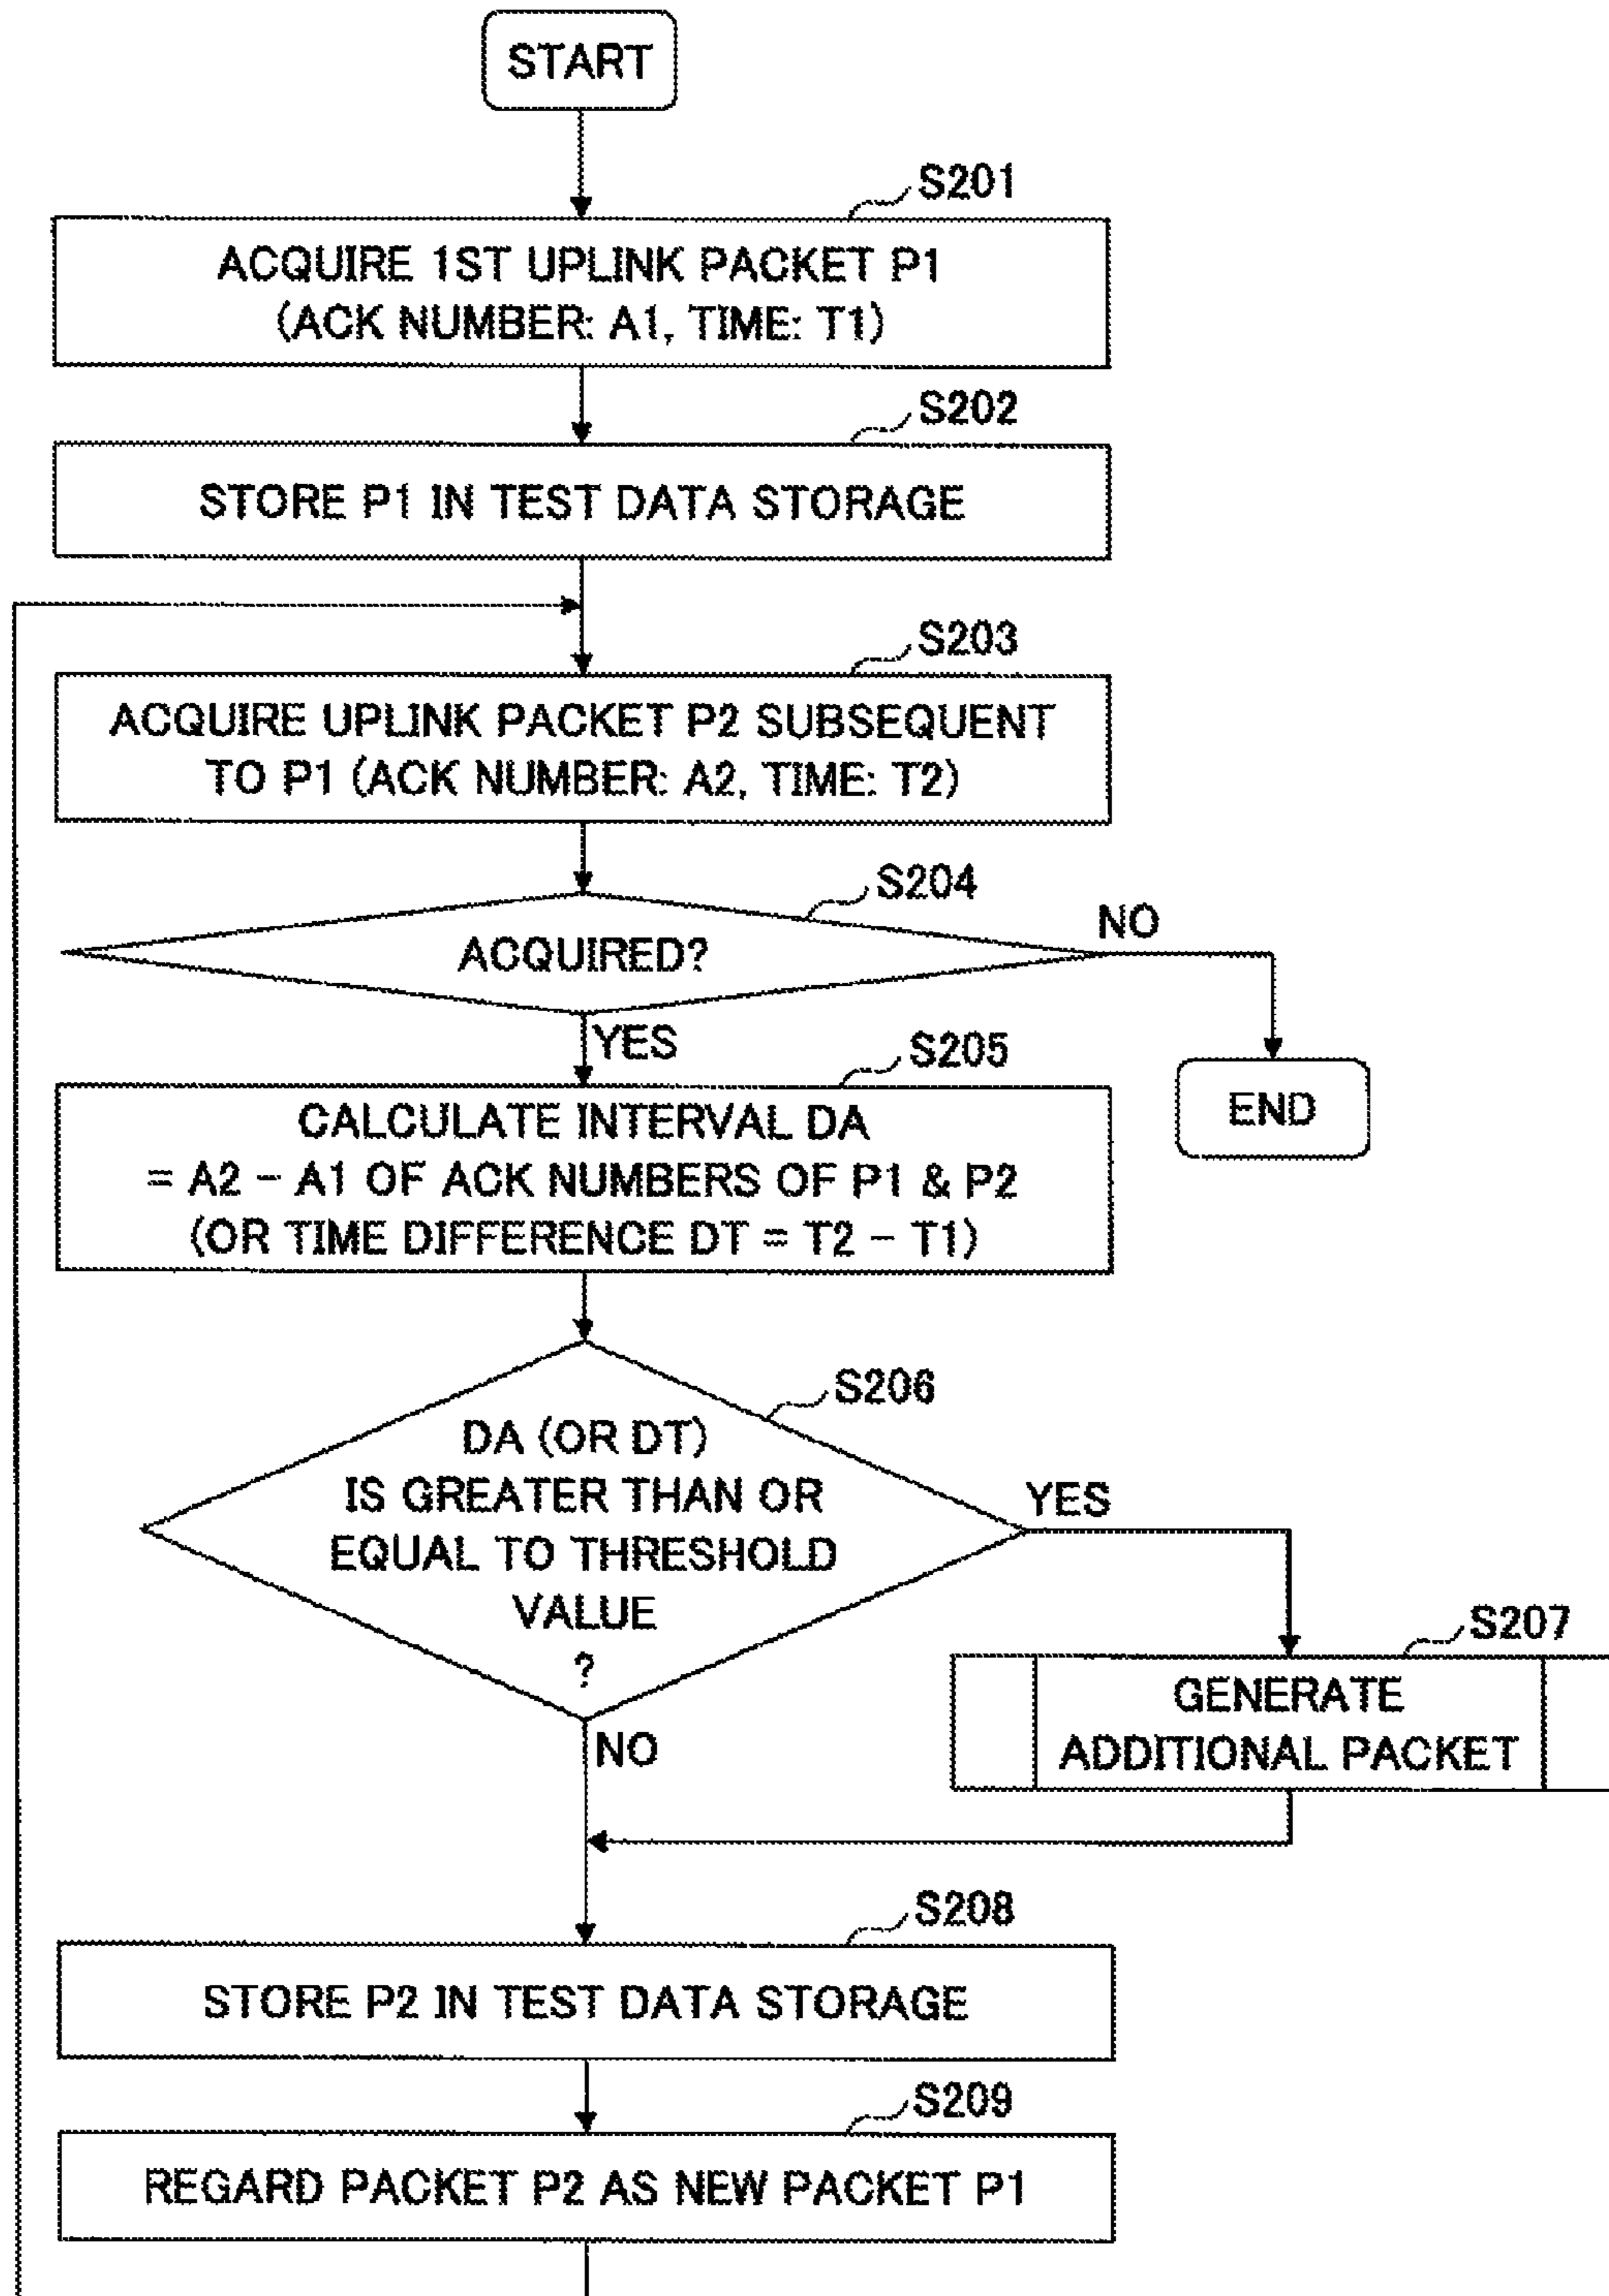 START
S201
ACQUIRE 1ST UPLINK PACKET P1
(ACK NUMBER: A1, TIME: T1)
S202
STORE P1 IN TEST DATA STORAGE
S203
ACQUIRE UPLINK PACKET P2 SUBSEQUENT
TO P1 (ACK NUMBER: A2, TIME: T2)
S204
ACQUIRED?
NO
YES
END
S205
CALCULATE INTERVAL DA
= A2 – A1 OF ACK NUMBERS OF P1 & P2
(OR TIME DIFFERENCE DT = T2 – T1)
S206
DA (OR DT)
IS GREATER THAN OR
EQUAL TO THRESHOLD
VALUE
?
YES
NO
S207
GENERATE
ADDITIONAL PACKET
S208
STORE P2 IN TEST DATA STORAGE
S209
REGARD PACKET P2 AS NEW PACKET P1